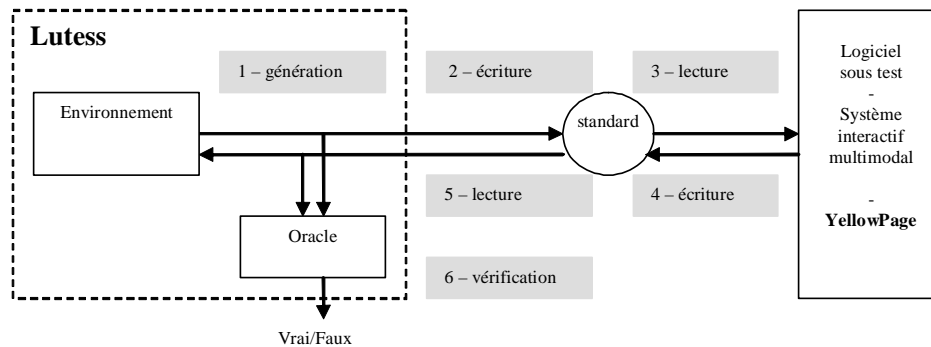 Lutess
1 – génération
2 – écriture
3 – lecture
Logiciel
sous test
-
Système
interactif
multimodal
-
YellowPage
Environnement
standard
5 – lecture
4 – écriture
Oracle
6 – vérification
Vrai/Faux